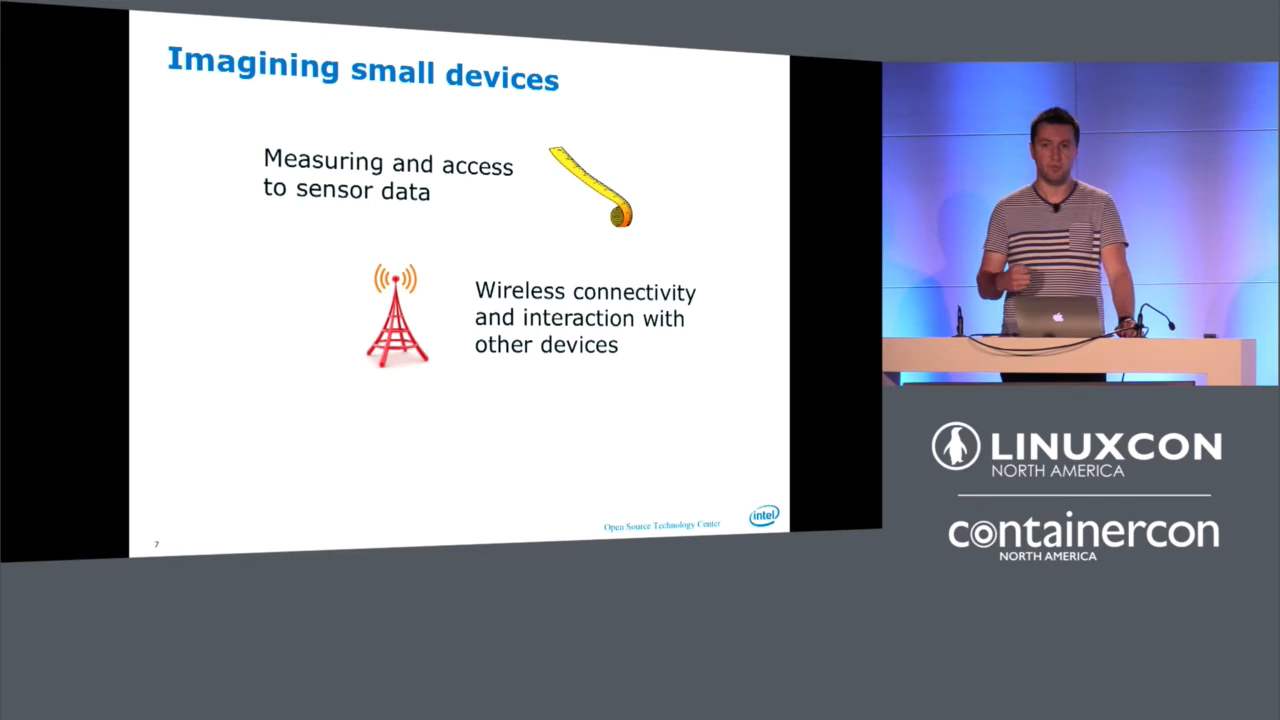 Imagining small devices
Measuring and access
to sensor data
Wireless connectivity
and interaction with
other devices
Open Source Technology Center
intel
7
LINUXCON
NORTH AMERICA
containercon
NORTH AMERICA